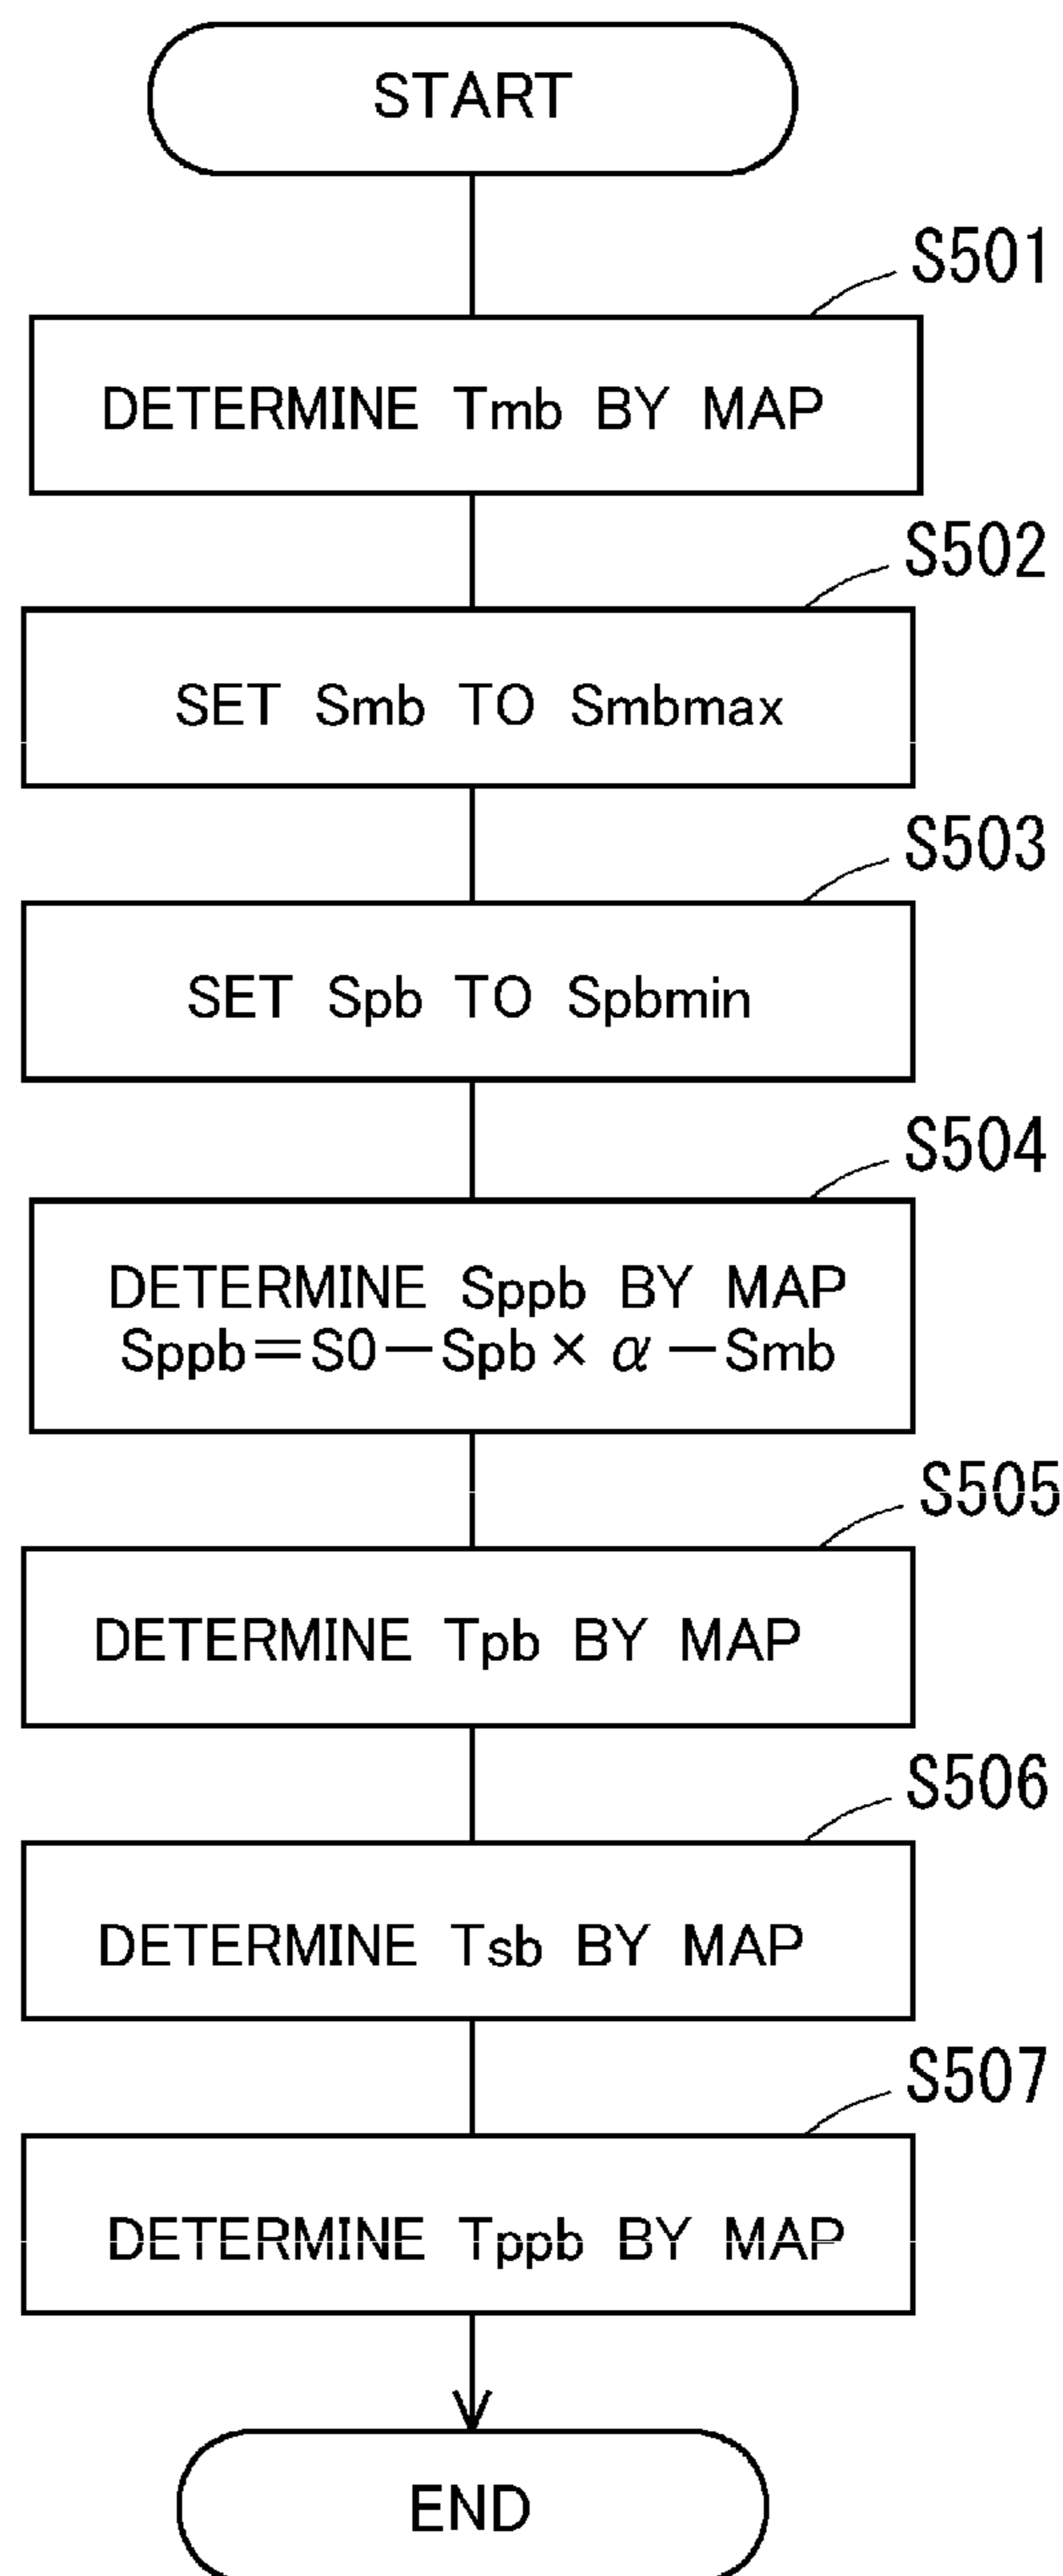 START
S501
DETERMINE Tmb BY MAP
S502
SET Smb TO Smbmax
S503
SET Spb TO Spbmin
S504
DETERMINE Sppb BY MAP
Sppb=S0-Spb×α-Smb
S505
DETERMINE Tpb BY MAP
S506
DETERMINE Tsb BY MAP
S507
DETERMINE Tppb BY MAP
END